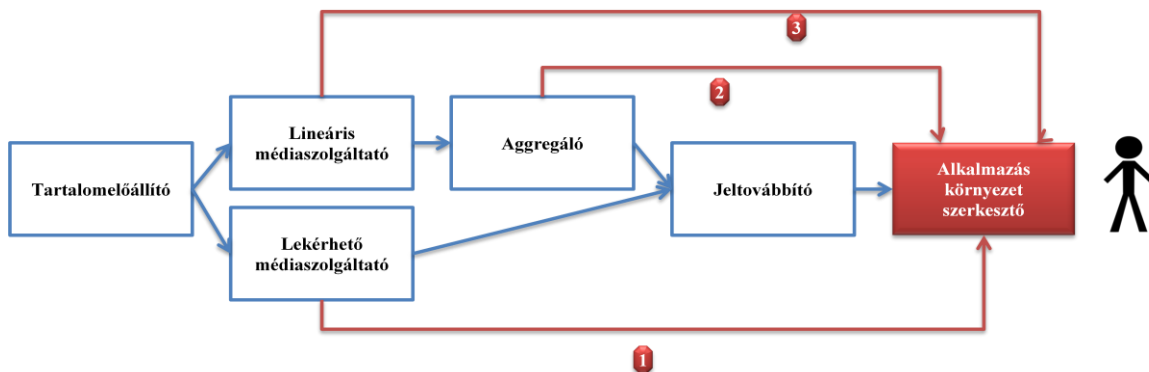 3
2
Lineáris
médiaszolgáltató
Aggregáló
Tartalomelőállító
Jeltovábbító
Alkalmazás
környezet
szerkesztő
Lekérhető
médiaszolgáltató
1